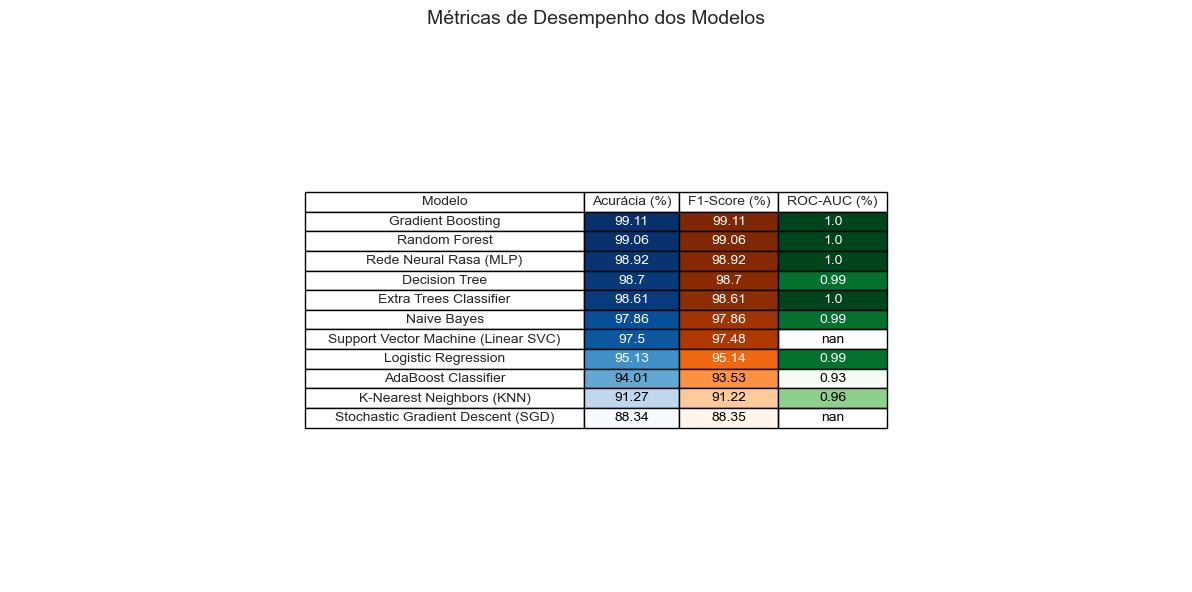 Métricas de Desempenho dos Modelos
Modelo Acurácia (%) F1-Score (%) ROC-AUC (%)
Gradient Boosting 99.11 99.11 1.0
Random Forest 99.06 99.06 1.0
Rede Neural Rasa (MLP) 98.92 98.92 1.0
Decision Tree 98.7 98.7 0.99
Extra Trees Classifier 98.61 98.61 1.0
Naive Bayes 97.86 97.86 0.99
Support Vector Machine (Linear SVC) 97.5 97.48 nan
Logistic Regression 95.13 95.14 0.99
AdaBoost Classifier 94.01 93.53 0.93
K-Nearest Neighbors (KNN) 91.27 91.22 0.96
Stochastic Gradient Descent (SGD) 88.34 88.35 nan